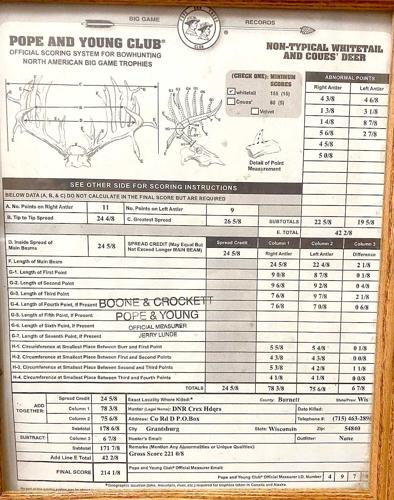 BIG GAME RECORDS
POPE AND YOUNG CLUB
POPE AND YOUNG CLUB®
OFFICIAL SCORING SYSTEM FOR BOWHUNTING
NORTH AMERICAN BIG GAME TROPHIES
NON-TYPICAL WHITETAIL
AND COUES' DEER
(CHECK ONE): MINIMUM
SCORES
whitetail 155 (15)
Coues'
Velvet
ABNORMAL POINTS
Right Antler Left Antler
4 3/8 4 6/8
1 3/8 3 1/8
1 4/8 8 7/8
5 6/8 2 7/8
4 5/8
5 0/8
Detail of Point
Measurement
SEE OTHER SIDE FOR SCORING INSTRUCTIONS
BELOW DATA (A, B, & C) DO NOT CALCULATE IN THE FINAL SCORE BUT ARE REQUIRED
A. No. Points on Right Antler 11 No. Points on Left Antler 9
B. Tip to Tip Spread 24 4/8 C. Greatest Spread 26 5/8 SUBTOTALS 22 5/8 19 5/8
E. TOTAL 42 2/8
D. Inside Spread of
Main Beams 24 5/8 SPREAD CREDIT (May Equal But
Not Exceed Longer MAIN BEAM) Spread Credit Column 1 Column 2 Column 3
24 5/8 Right Antler Left Antler Difference
F. Length of Main Beam 24 5/8 22 4/8 2 1/8
G-1. Length of First Point 9 0/8 8 7/8 0 1/8
G-2. Length of Second Point 9 6/8 9 2/8 0 4/8
G-3. Length of Third Point 7 6/8 9 7/8 2 1/8
G-4. Length of Fourth Point, If Present 7 6/8 7 0/8 0 6/8
G-5. Length of Fifth Point, If Present
G-6. Length of Sixth Point, If Present
G-7. Length of Seventh Point, If Present
BOONE & CROCKETT
POPE & YOUNG
OFFICIAL MEASURER
JERRY LUNDE
H-1. Circumference at Smallest Place Between Burr and First Point 5 5/8 5 4/8 0 1/8
H-2. Circumference at Smallest Place Between First and Second Points 4 3/8 4 3/8 0 0/8
H-3. Circumference at Smallest Place Between Second and Third Points 5 3/8 4 2/8 1 1/8
H-4. Circumference at Smallest Place Between Third and Fourth Points 4 1/8 4 1/8 0 0/8
TOTALS 24 5/8 78 3/8 75 6/8 6 7/8
ADD
TOGETHER:
Spread Credit 24 5/8 Exact Locality Where Killed:* County: Burnett State/Prov: Wis
Column 1 78 3/8 Hunter (Legal Name) DNR Crex Hdqrs Date Killed:
Column 2 75 6/8 Address: Co Rd D P.O.Box Telephone #: (715) 463-289
Subtotal 178 6/8 City Grantsburg State: Wisconsin Zip: 54840
SUBTRACT: Column 3 6 7/8 Hunter's Email: Outfitter: None
Subtotal 171 7/8 Remarks (Mention Any Abnormalities or Unique Qualities):
Add Line E 42 2/8 Gross Score 221 0/8
FINAL SCORE 214 1/8 Pope and Young Club® Official Measurer Email:
Pope and Young Club® Official Measurer I.D. Number 4 9 7